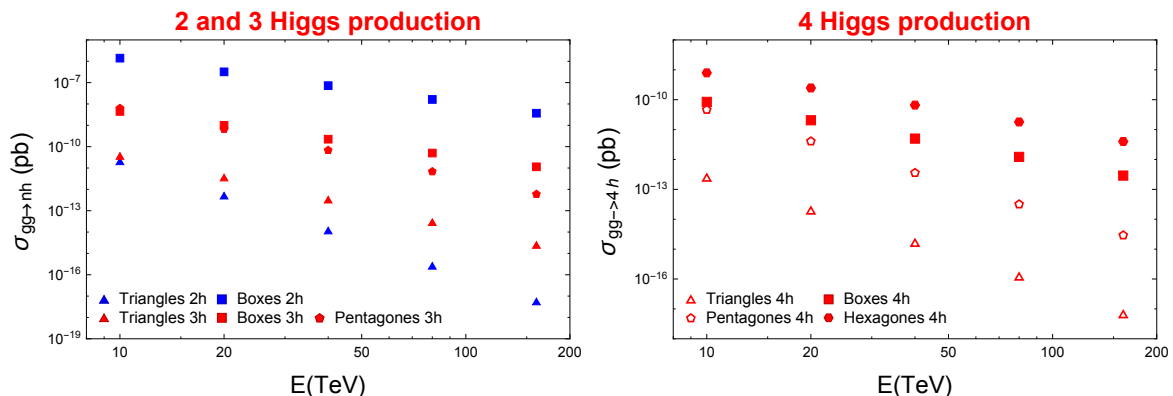 2 and 3 Higgs production
σgg→nh (pb)
10⁻⁷
10⁻¹⁰
10⁻¹³
10⁻¹⁶
10⁻¹⁹
Triangles 2h Boxes 2h
Triangles 3h Boxes 3h Pentagones 3h
10 20 50 100 200
E(TeV)
4 Higgs production
σgg->4h (pb)
10⁻¹⁰
10⁻¹³
10⁻¹⁶
Triangles 4h Boxes 4h
Pentagones 4h Hexagones 4h
10 20 50 100 200
E(TeV)